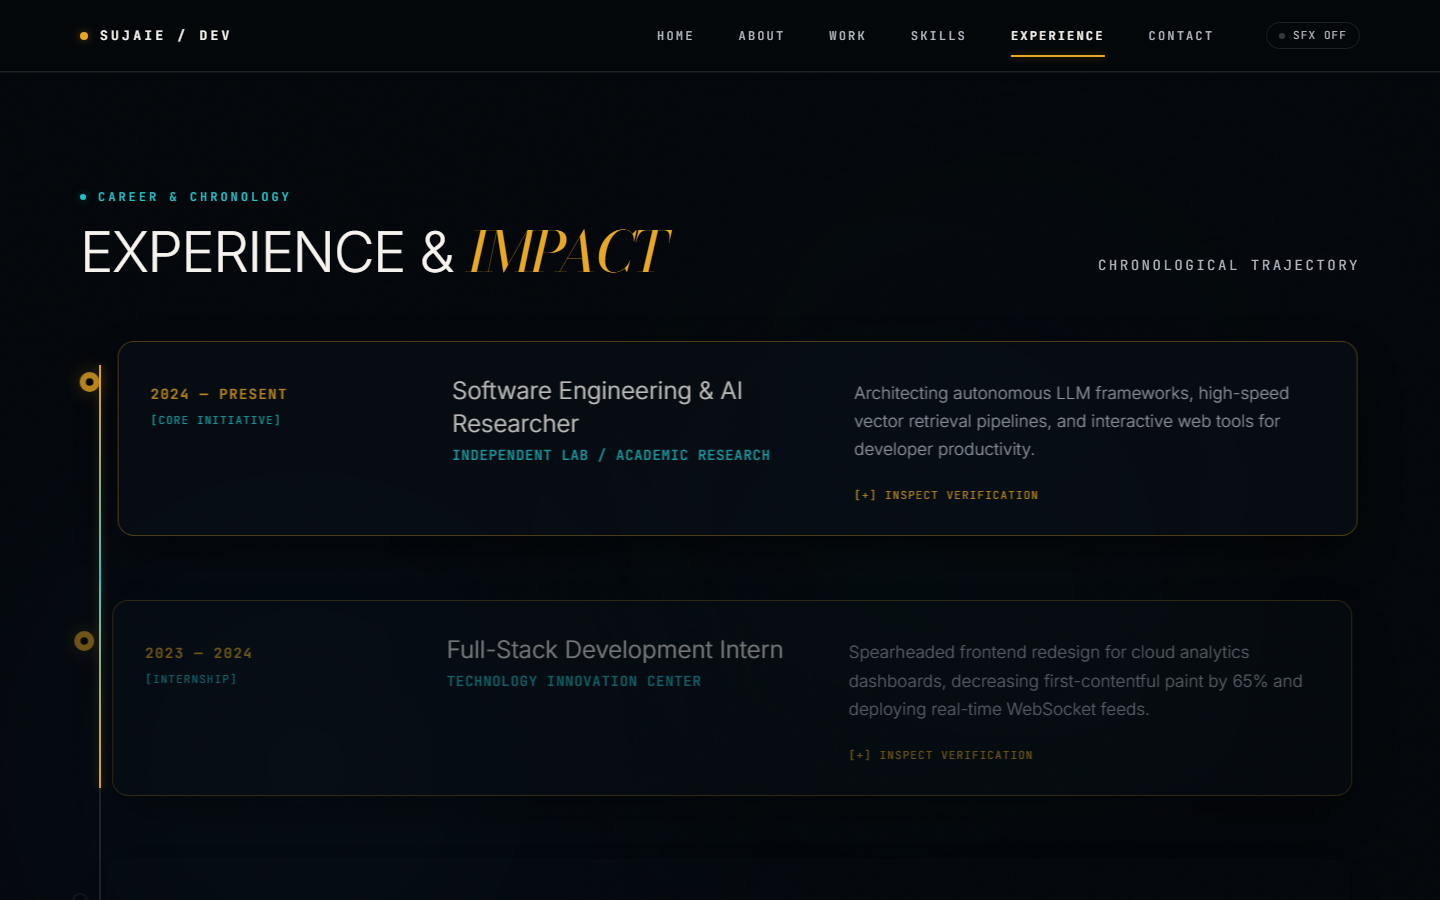 SUJAIE / DEV
HOME ABOUT WORK SKILLS EXPERIENCE CONTACT SFX OFF
CAREER & CHRONOLOGY
EXPERIENCE & IMPACT
CHRONOLOGICAL TRAJECTORY
2024 — PRESENT
[CORE INITIATIVE]
Software Engineering & AI
Researcher
INDEPENDENT LAB / ACADEMIC RESEARCH
Architecting autonomous LLM frameworks, high-speed
vector retrieval pipelines, and interactive web tools for
developer productivity.
[+] INSPECT VERIFICATION
2023 — 2024
[INTERNSHIP]
Full-Stack Development Intern
TECHNOLOGY INNOVATION CENTER
Spearheaded frontend redesign for cloud analytics
dashboards, decreasing first-contentful paint by 65% and
deploying real-time WebSocket feeds.
[+] INSPECT VERIFICATION